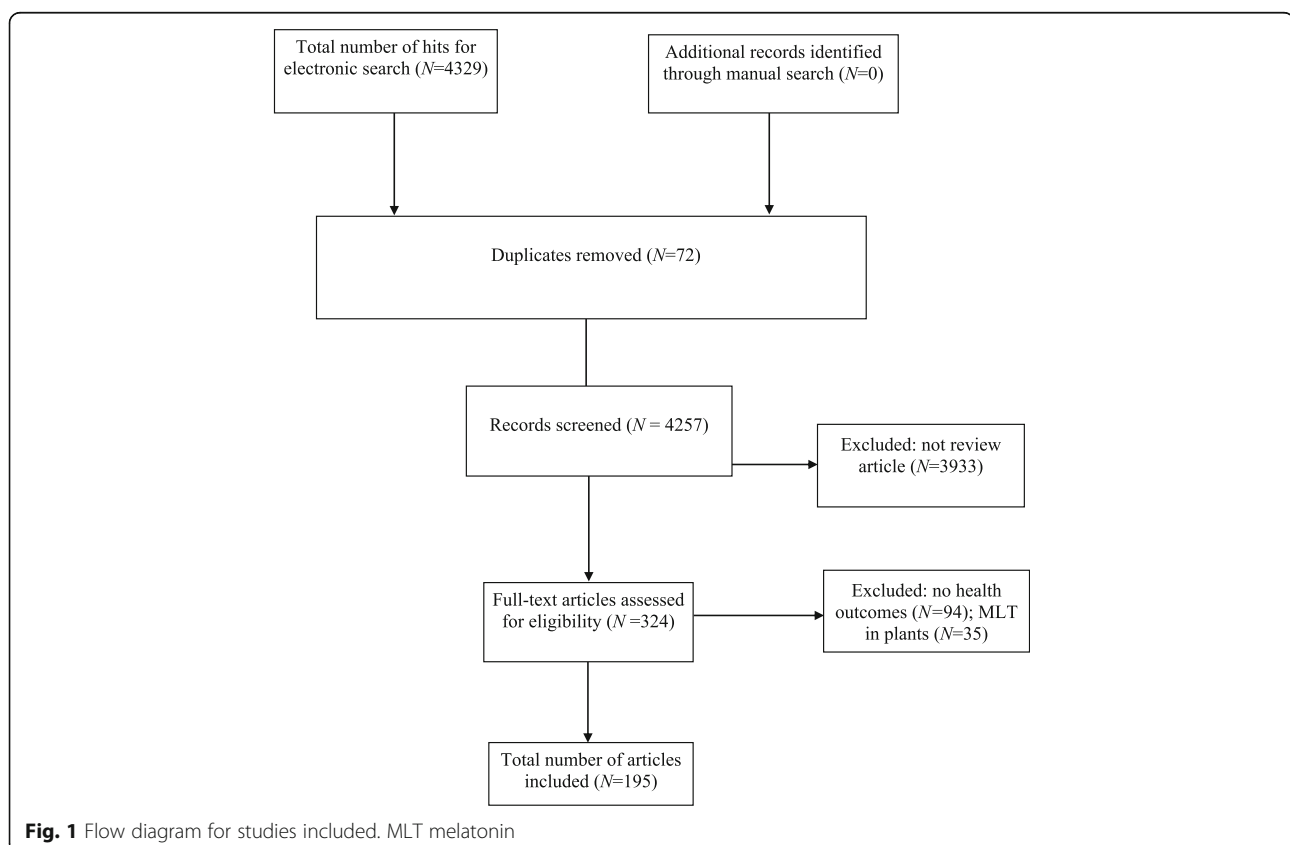 Total number of hits for
electronic search (N=4329)
Additional records identified
through manual search (N=0)
Duplicates removed (N=72)
Records screened (N = 4257)
Excluded: not review
article (N=3933)
Full-text articles assessed
for eligibility (N =324)
Excluded: no health
outcomes (N=94); MLT
in plants (N=35)
Total number of articles
included (N=195)
Fig. 1 Flow diagram for studies included. MLT melatonin